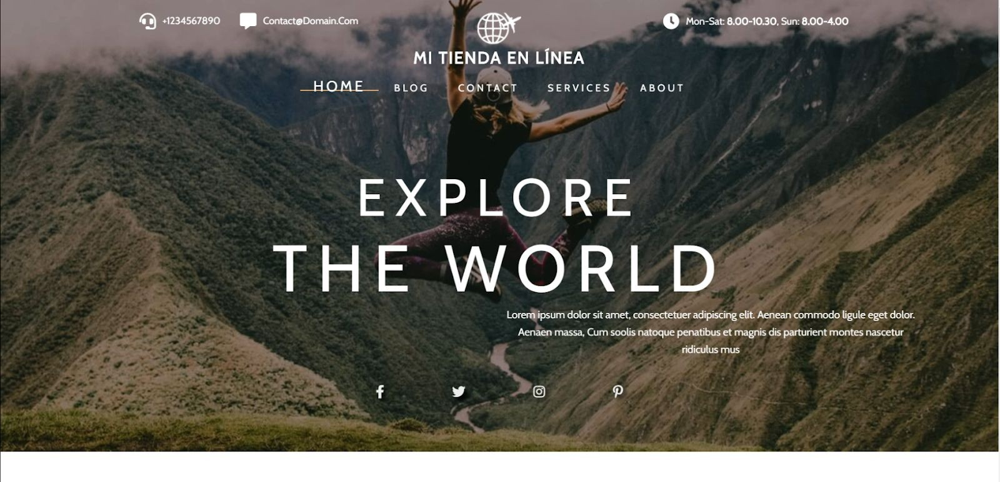 +1234567890 Contact@Domain.Com Mon-Sat: 8.00-10.30, Sun: 8.00-4.00
MI TIENDA EN LÍNEA
HOME BLOG CONTACT SERVICES ABOUT
EXPLORE
THE WORLD
Lorem ipsum dolor sit amet, consectetuer adipiscing elit. Aenean commodo ligule eget dolor.
Aenaen massa, Cum soolis natoque penatibus et magnis dis parturient montes nascetur
ridiculus mus